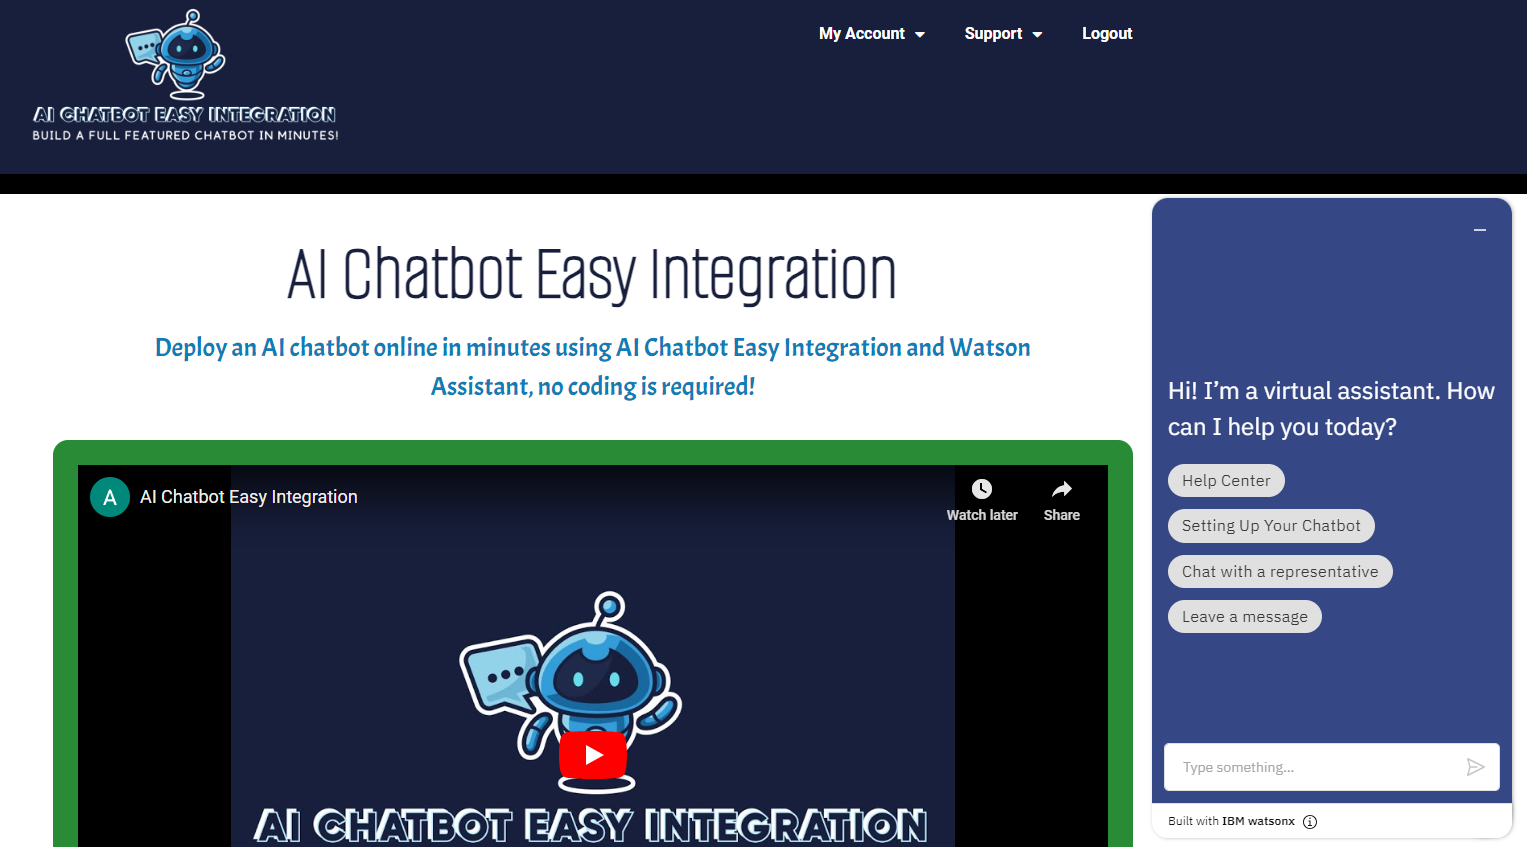 AI CHATBOT EASY INTEGRATION
BUILD A FULL FEATURED CHATBOT IN MINUTES!
My Account
Support
Logout
AI Chatbot Easy Integration
Deploy an AI chatbot online in minutes using AI Chatbot Easy Integration and Watson
Assistant, no coding is required!
A
AI Chatbot Easy Integration
Watch later
Share
AI CHATBOT EASY INTEGRATION
Hi! I’m a virtual assistant. How
can I help you today?
Help Center
Setting Up Your Chatbot
Chat with a representative
Leave a message
Type something...
Built with IBM watsonx